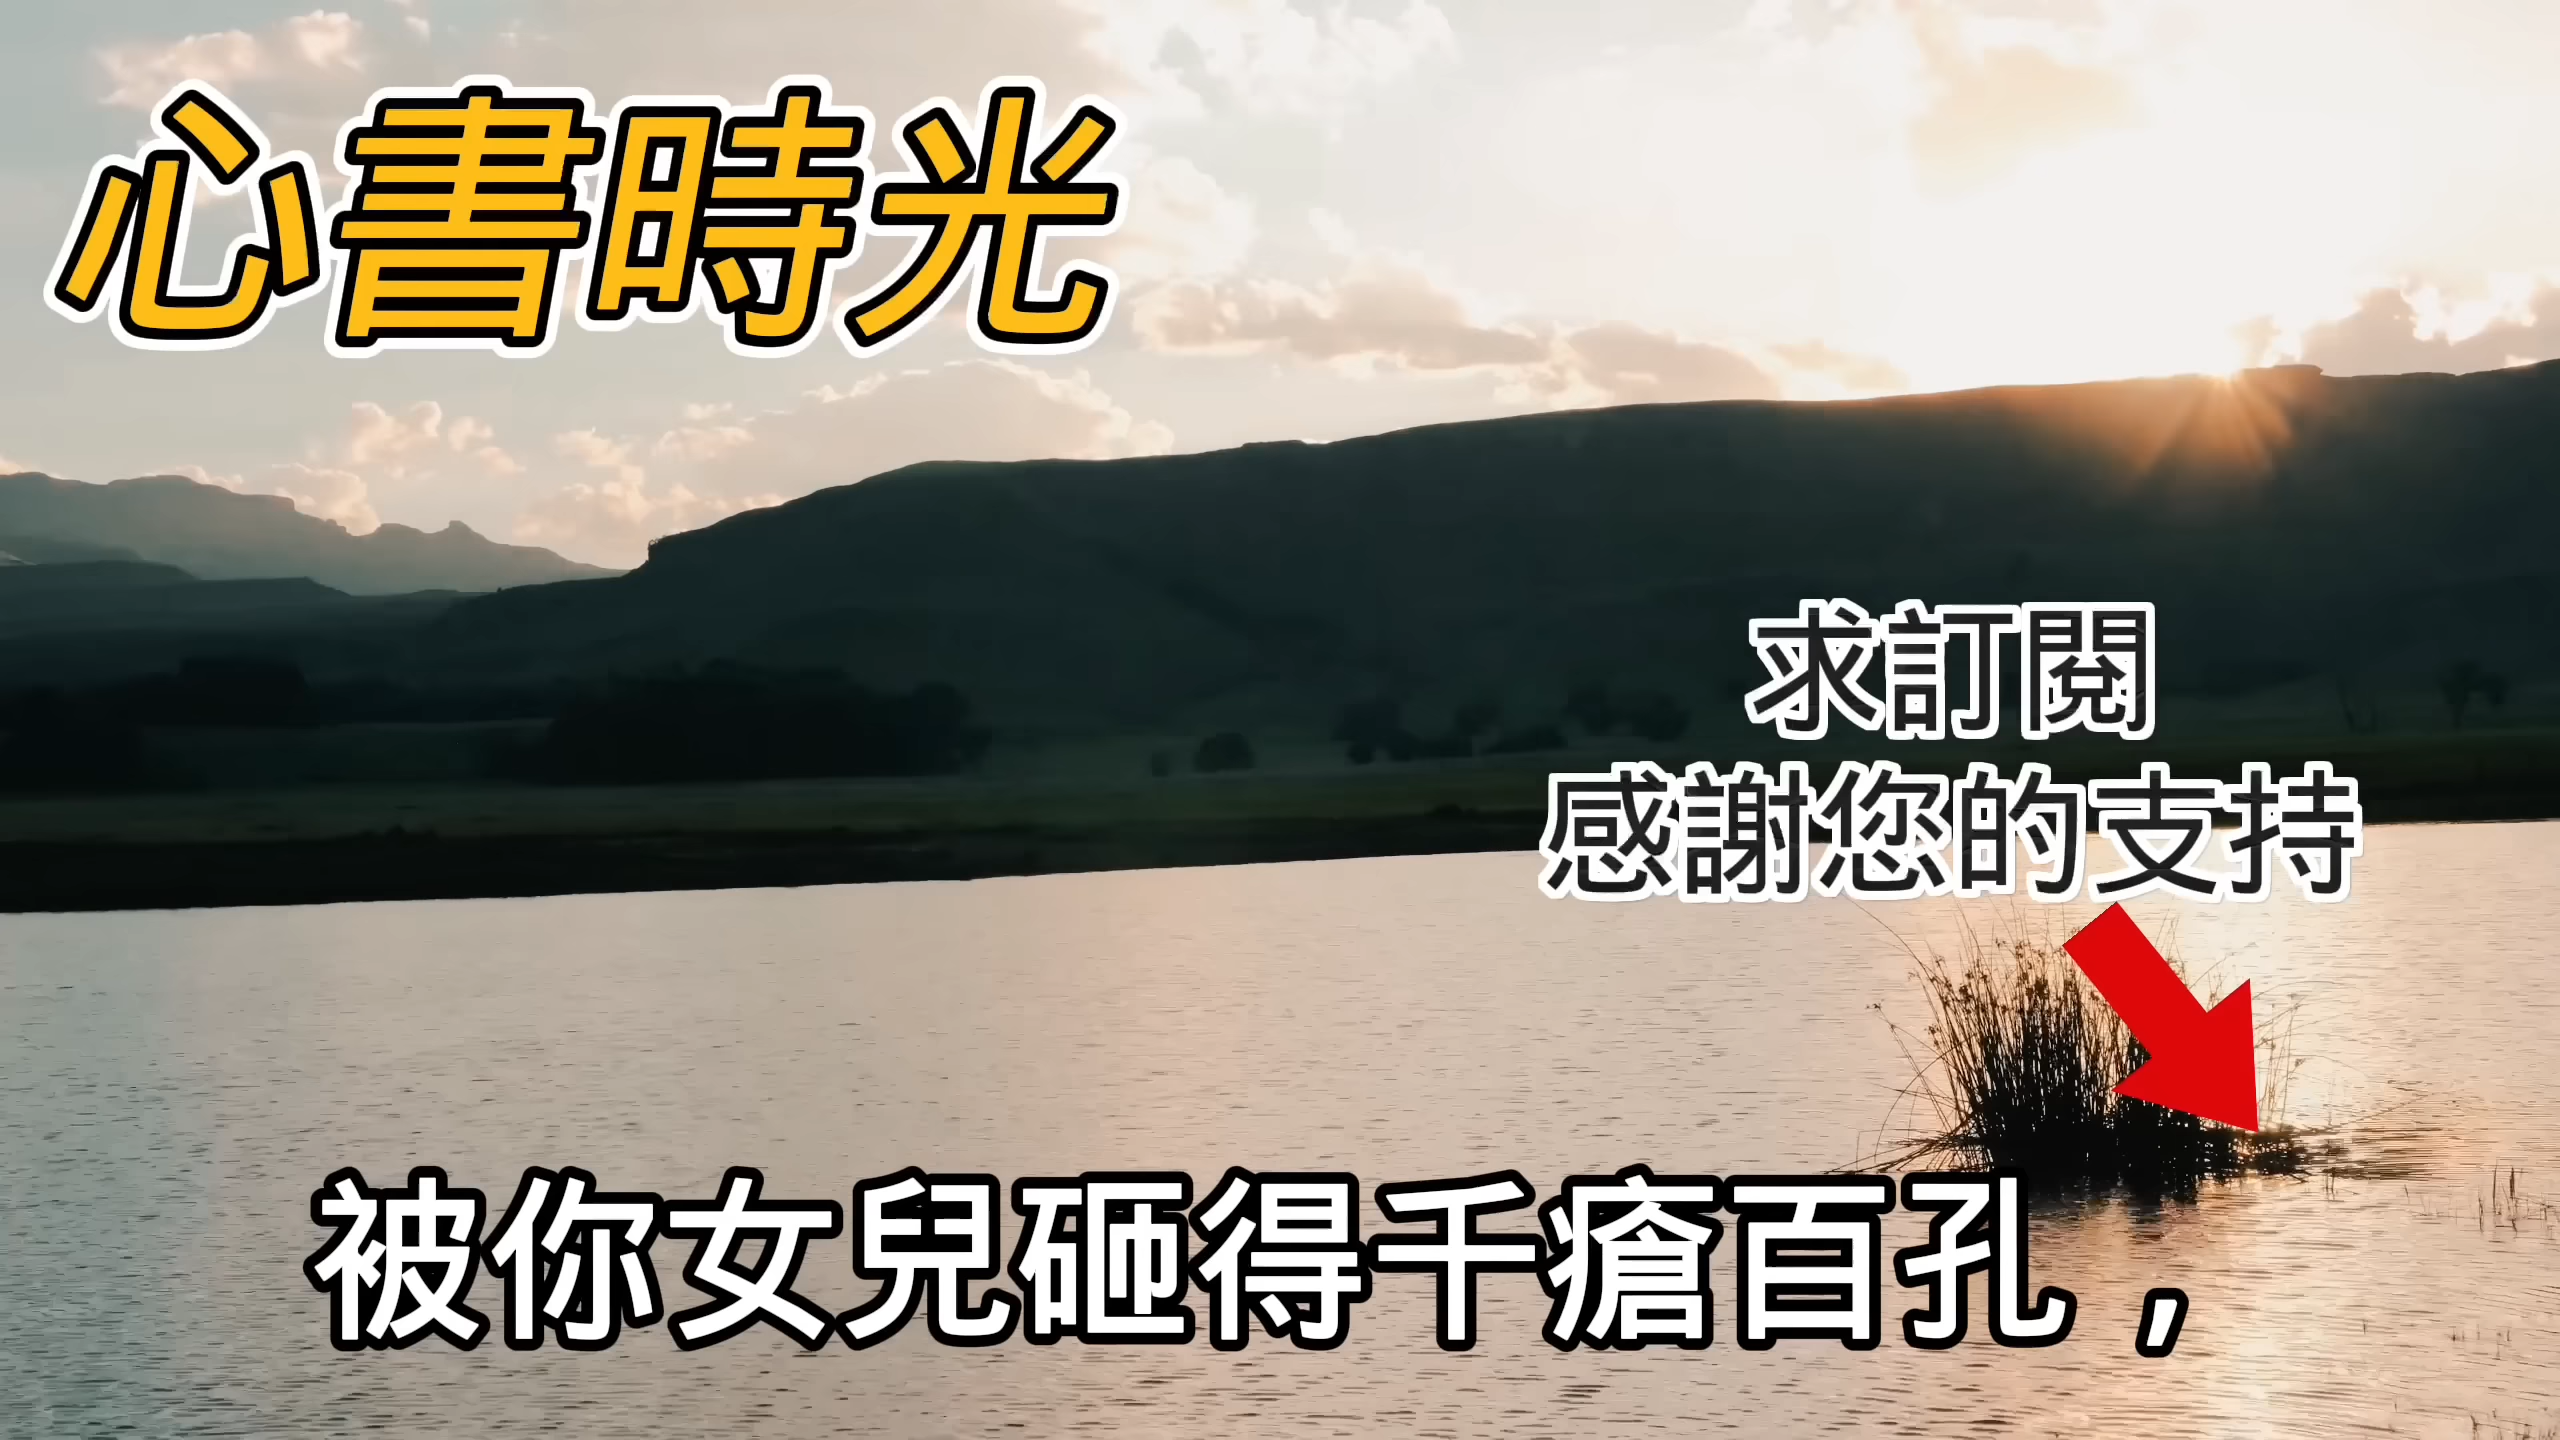 心書時光
求訂閱
感謝您的支持
被你女兒砸得千瘡百孔，